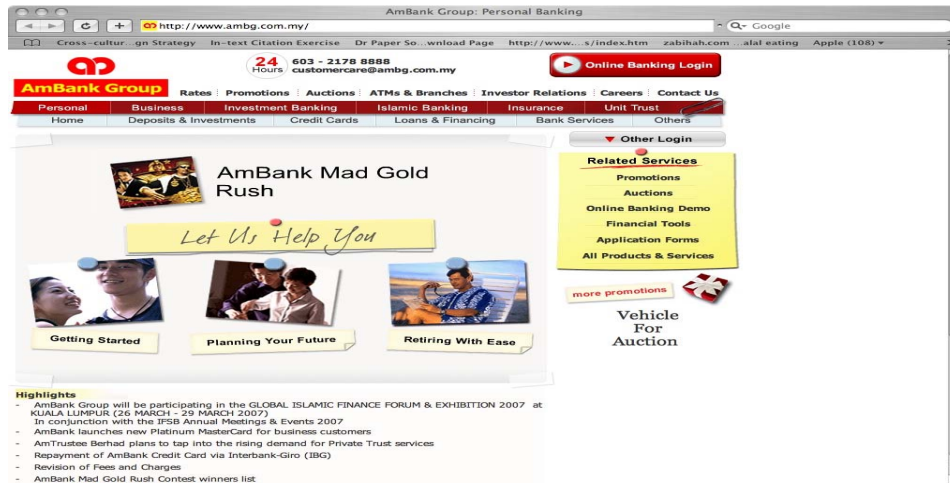 AmBank Group: Personal Banking
http://www.ambg.com.my/
Google
Cross-cultur...gn Strategy In-text Citation Exercise Dr Paper So...wnload Page http://www....s/index.htm zabihah.com ...alal eating Apple (108)
24 Hours
603 - 2178 8888
customercare@ambg.com.my
Online Banking Login
AmBank Group
Rates Promotions Auctions ATMs & Branches Investor Relations Careers Contact Us
Personal Business Investment Banking Islamic Banking Insurance Unit Trust
Home Deposits & Investments Credit Cards Loans & Financing Bank Services Others
Other Login
AmBank Mad Gold
Rush
Let Us Help You
Getting Started
Planning Your Future
Retiring With Ease
Related Services
Promotions
Auctions
Online Banking Demo
Financial Tools
Application Forms
All Products & Services
more promotions
Vehicle
For
Auction
Highlights
- AmBank Group will be participating in the GLOBAL ISLAMIC FINANCE FORUM & EXHIBITION 2007 at
KUALA LUMPUR (26 MARCH - 29 MARCH 2007)
In conjunction with the IFSB Annual Meetings & Events 2007
- AmBank launches new Platinum MasterCard for business customers
- AmTrustee Berhad plans to tap into the rising demand for Private Trust services
- Repayment of AmBank Credit Card via Interbank-Giro (IBG)
- Revision of Fees and Charges
- AmBank Mad Gold Rush Contest winners list